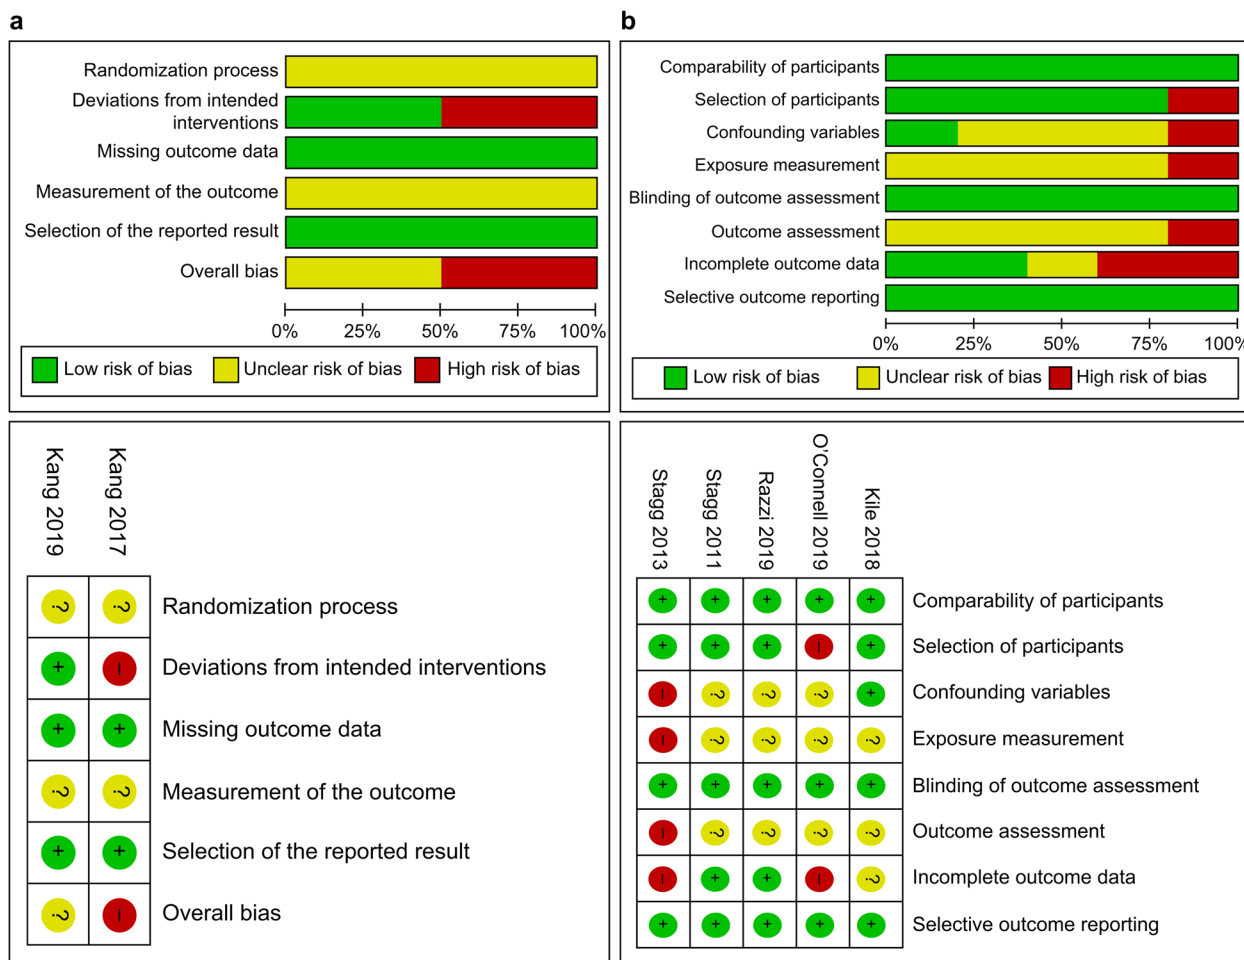 a
Randomization process
Deviations from intended
interventions
Missing outcome data
Measurement of the outcome
Selection of the reported result
Overall bias
0% 25% 50% 75% 100%
Low risk of bias Unclear risk of bias High risk of bias
b
Comparability of participants
Selection of participants
Confounding variables
Exposure measurement
Blinding of outcome assessment
Outcome assessment
Incomplete outcome data
Selective outcome reporting
0% 25% 50% 75% 100%
Low risk of bias Unclear risk of bias High risk of bias
Kang 2019 Kang 2017
? ? Randomization process
+ – Deviations from intended interventions
+ + Missing outcome data
? ? Measurement of the outcome
+ + Selection of the reported result
? – Overall bias
Stagg 2013 Stagg 2011 Razzi 2019 O'Connell 2019 Kile 2018
+ + + + + Comparability of participants
+ + + – + Selection of participants
– ? ? ? + Confounding variables
– ? ? ? ? Exposure measurement
+ + + + + Blinding of outcome assessment
– ? ? ? ? Outcome assessment
– + + – ? Incomplete outcome data
+ + + + + Selective outcome reporting